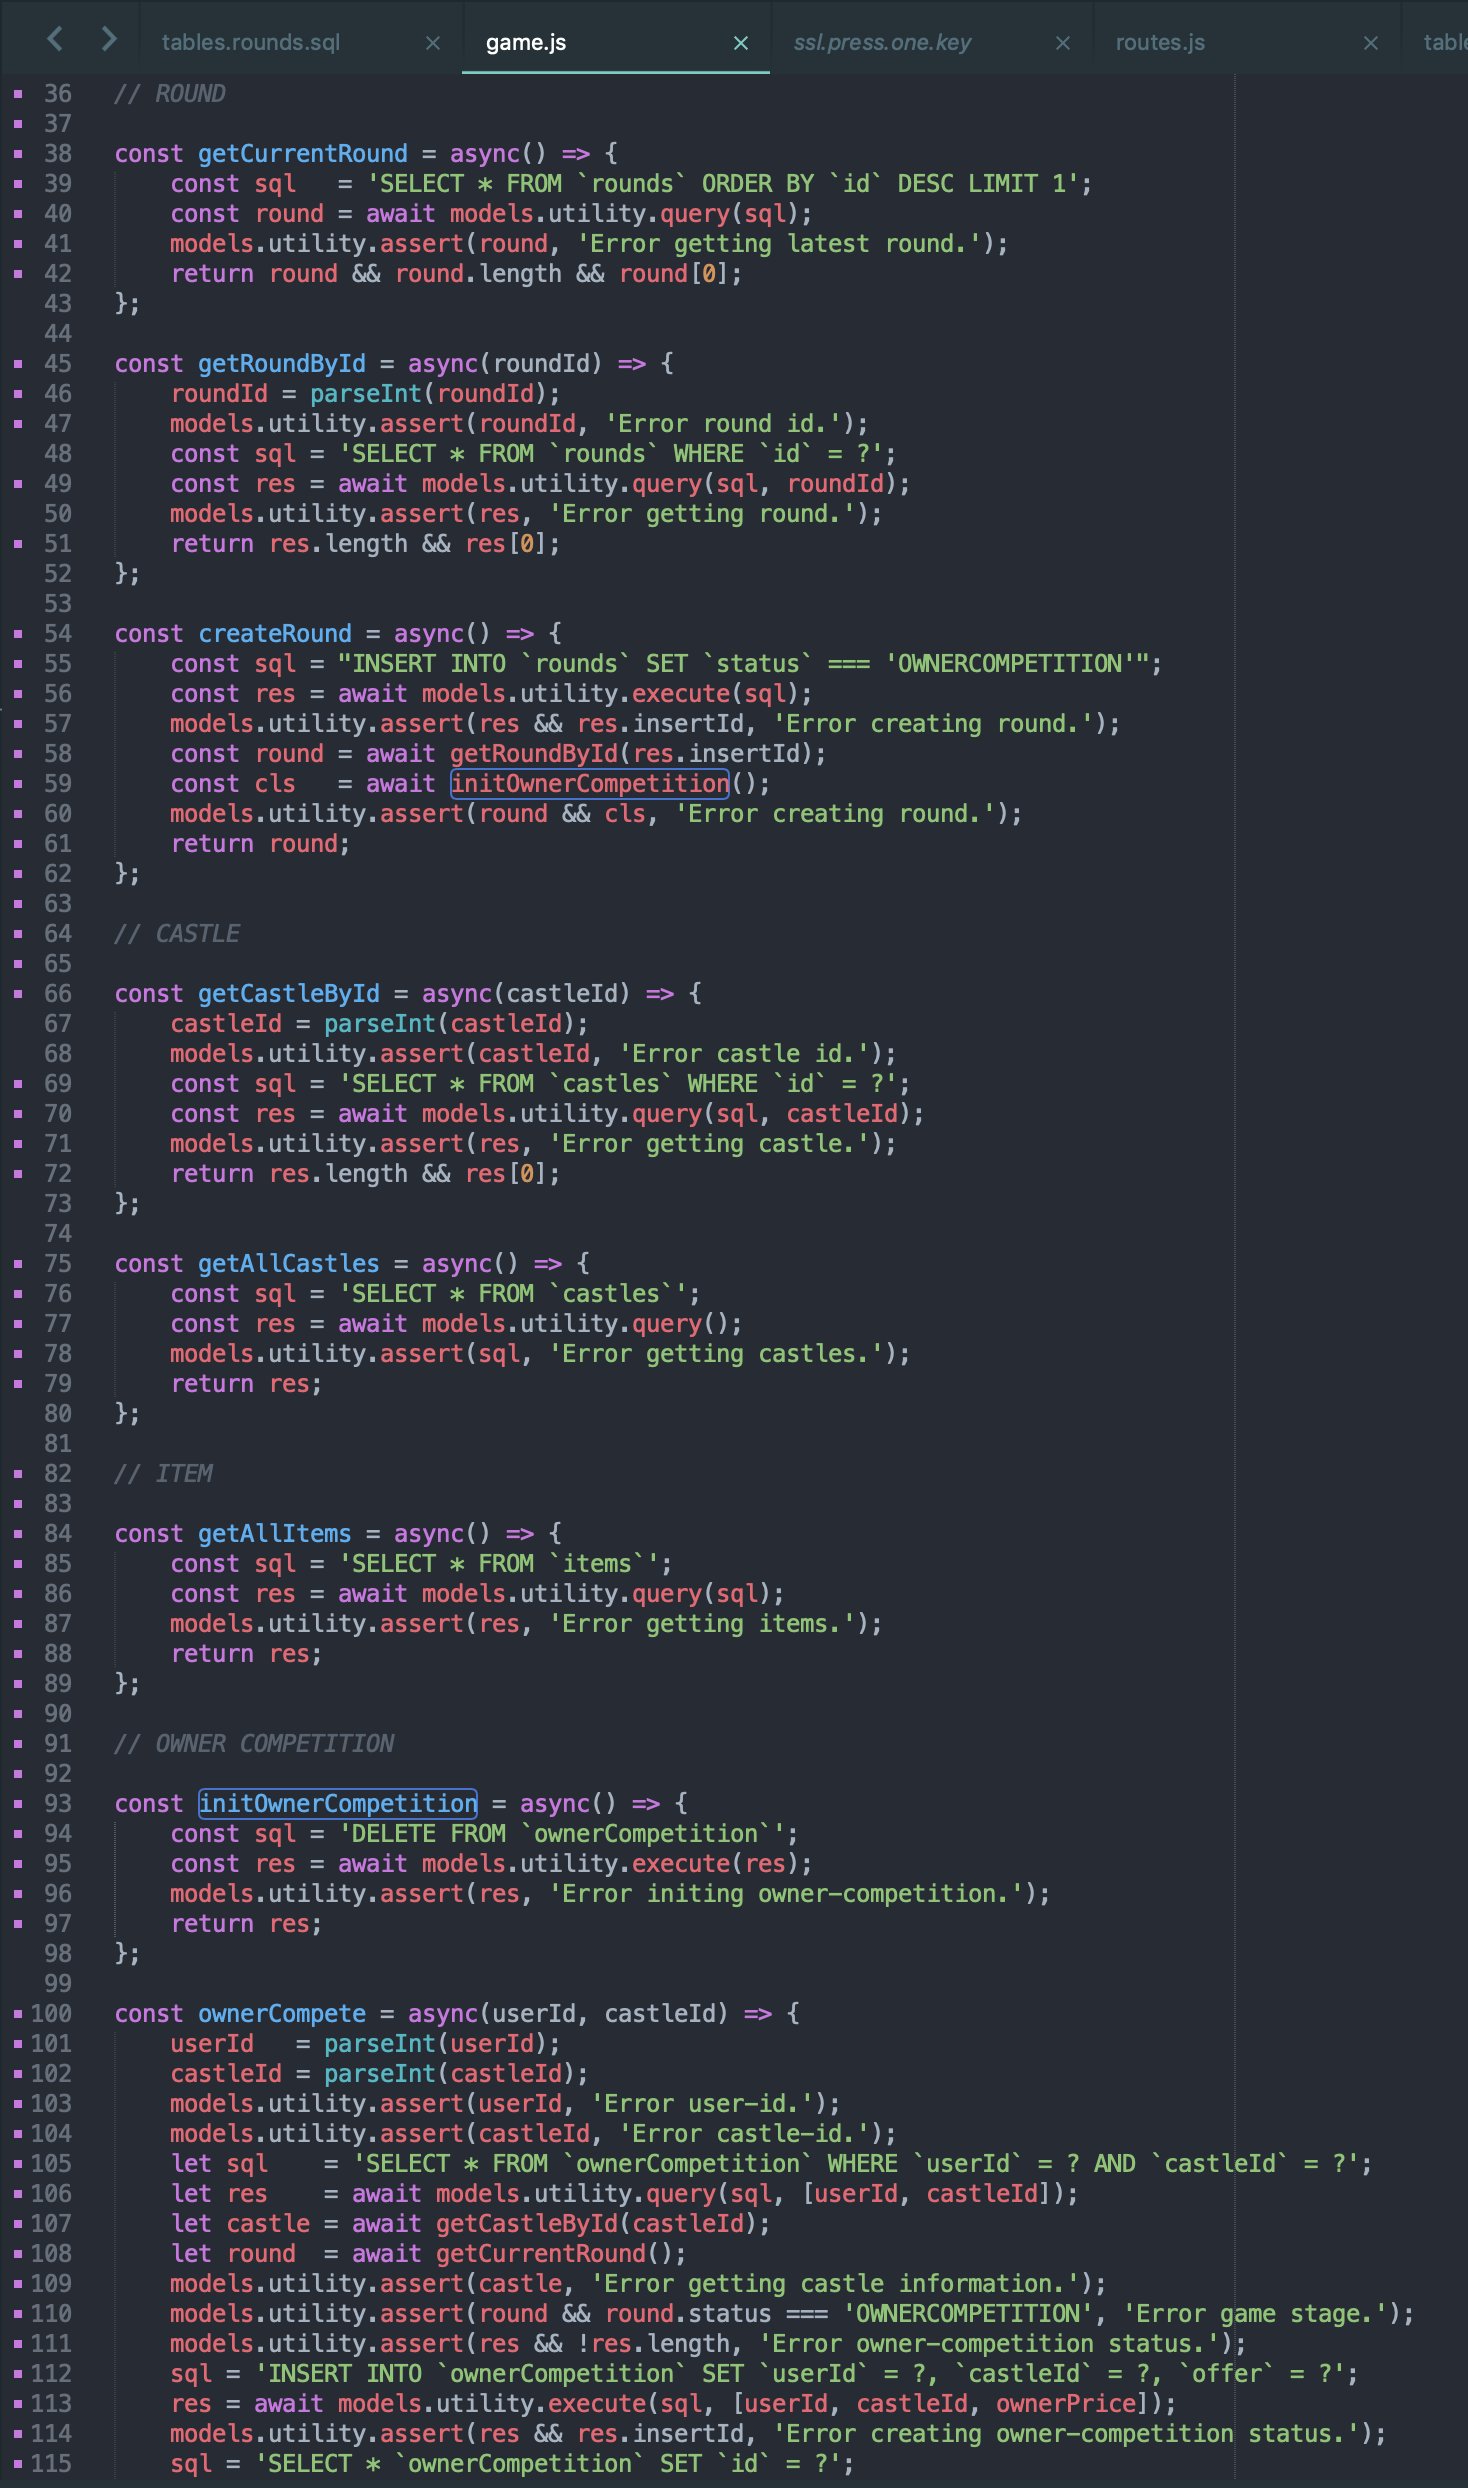 tables.rounds.sql × game.js × ssl.press.one.key × routes.js × table
36 // ROUND
37
38 const getCurrentRound = async() => {
39     const sql   = 'SELECT * FROM `rounds` ORDER BY `id` DESC LIMIT 1';
40     const round = await models.utility.query(sql);
41     models.utility.assert(round, 'Error getting latest round.');
42     return round && round.length && round[0];
43 };
44
45 const getRoundById = async(roundId) => {
46     roundId = parseInt(roundId);
47     models.utility.assert(roundId, 'Error round id.');
48     const sql = 'SELECT * FROM `rounds` WHERE `id` = ?';
49     const res = await models.utility.query(sql, roundId);
50     models.utility.assert(res, 'Error getting round.');
51     return res.length && res[0];
52 };
53
54 const createRound = async() => {
55     const sql = "INSERT INTO `rounds` SET `status` === 'OWNERCOMPETITION'";
56     const res = await models.utility.execute(sql);
57     models.utility.assert(res && res.insertId, 'Error creating round.');
58     const round = await getRoundById(res.insertId);
59     const cls   = await initOwnerCompetition();
60     models.utility.assert(round && cls, 'Error creating round.');
61     return round;
62 };
63
64 // CASTLE
65
66 const getCastleById = async(castleId) => {
67     castleId = parseInt(castleId);
68     models.utility.assert(castleId, 'Error castle id.');
69     const sql = 'SELECT * FROM `castles` WHERE `id` = ?';
70     const res = await models.utility.query(sql, castleId);
71     models.utility.assert(res, 'Error getting castle.');
72     return res.length && res[0];
73 };
74
75 const getAllCastles = async() => {
76     const sql = 'SELECT * FROM `castles`';
77     const res = await models.utility.query();
78     models.utility.assert(sql, 'Error getting castles.');
79     return res;
80 };
81
82 // ITEM
83
84 const getAllItems = async() => {
85     const sql = 'SELECT * FROM `items`';
86     const res = await models.utility.query(sql);
87     models.utility.assert(res, 'Error getting items.');
88     return res;
89 };
90
91 // OWNER COMPETITION
92
93 const initOwnerCompetition = async() => {
94     const sql = 'DELETE FROM `ownerCompetition`';
95     const res = await models.utility.execute(res);
96     models.utility.assert(res, 'Error initing owner-competition.');
97     return res;
98 };
99
100 const ownerCompete = async(userId, castleId) => {
101     userId   = parseInt(userId);
102     castleId = parseInt(castleId);
103     models.utility.assert(userId, 'Error user-id.');
104     models.utility.assert(castleId, 'Error castle-id.');
105     let sql    = 'SELECT * FROM `ownerCompetition` WHERE `userId` = ? AND `castleId` = ?';
106     let res    = await models.utility.query(sql, [userId, castleId]);
107     let castle = await getCastleById(castleId);
108     let round  = await getCurrentRound();
109     models.utility.assert(castle, 'Error getting castle information.');
110     models.utility.assert(round && round.status === 'OWNERCOMPETITION', 'Error game stage.');
111     models.utility.assert(res && !res.length, 'Error owner-competition status.');
112     sql = 'INSERT INTO `ownerCompetition` SET `userId` = ?, `castleId` = ?, `offer` = ?';
113     res = await models.utility.execute(sql, [userId, castleId, ownerPrice]);
114     models.utility.assert(res && res.insertId, 'Error creating owner-competition status.');
115     sql = 'SELECT * `ownerCompetition` SET `id` = ?';